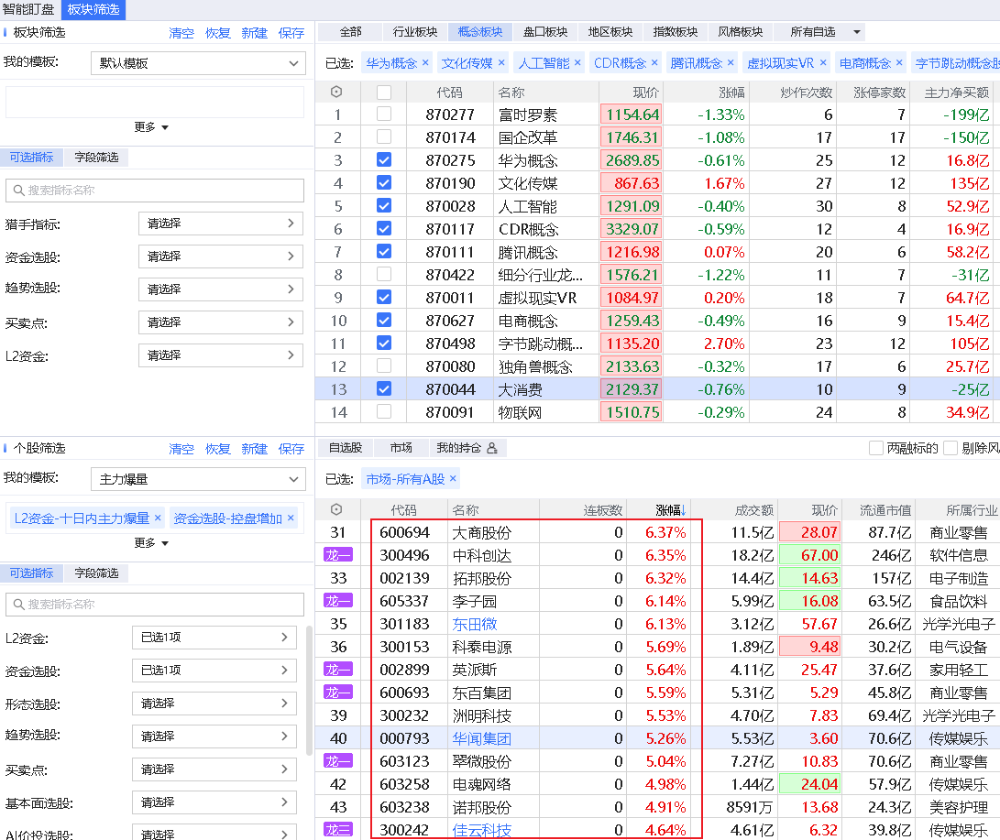 智能盯盘 板块筛选
板块筛选 清空 恢复 新建 保存
我的模板: 默认模板
更多
可选指标 字段筛选
搜索指标名称
猎手指标: 请选择
资金选股: 请选择
趋势选股: 请选择
买卖点: 请选择
L2资金: 请选择
全部 行业板块 概念板块 盘口板块 地区板块 指数板块 风格板块 所有自选
已选: 华为概念 × 文化传媒 × 人工智能 × CDR概念 × 腾讯概念 × 虚拟现实VR × 电商概念 × 字节跳动概念股
代码 名称 现价 涨幅 炒作次数 涨停家数 主力净买额
1 870277 富时罗素 1154.64 -1.33% 6 7 -199亿
2 870174 国企改革 1746.31 -1.08% 17 17 -150亿
3 870275 华为概念 2689.85 -0.61% 25 12 16.8亿
4 870190 文化传媒 867.63 1.67% 27 12 135亿
5 870028 人工智能 1291.09 -0.40% 30 8 52.9亿
6 870117 CDR概念 3329.07 -0.59% 12 4 16.9亿
7 870111 腾讯概念 1216.98 0.07% 20 6 58.2亿
8 870422 细分行业龙... 1576.21 -1.22% 11 7 -31亿
9 870011 虚拟现实VR 1084.97 0.20% 18 7 64.7亿
10 870627 电商概念 1259.43 -0.49% 16 9 15.4亿
11 870498 字节跳动概... 1135.20 2.70% 23 12 105亿
12 870080 独角兽概念 2133.63 -0.32% 17 6 25.7亿
13 870044 大消费 2129.37 -0.76% 10 9 -25亿
14 870091 物联网 1510.75 -0.29% 24 8 34.9亿
个股筛选 清空 恢复 新建 保存
我的模板: 主力爆量
L2资金-十日内主力爆量 × 资金选股-控盘增加 ×
更多
可选指标 字段筛选
搜索指标名称
L2资金: 已选1项
资金选股: 已选1项
形态选股: 请选择
趋势选股: 请选择
买卖点: 请选择
基本面选股: 请选择
AI价投选股: 请选择
自选股 市场 我的持仓 两融标的 剔除风
已选: 市场-所有A股 ×
代码 名称 连板数 涨幅↓ 成交额 现价 流通市值 所属行业
31 600694 大商股份 0 6.37% 11.5亿 28.07 87.7亿 商业零售
龙一 300496 中科创达 0 6.35% 18.2亿 67.00 246亿 软件信息
33 002139 拓邦股份 0 6.32% 14.4亿 14.63 157亿 电子制造
龙一 605337 李子园 0 6.14% 5.99亿 16.08 63.5亿 食品饮料
35 301183 东田微 0 6.13% 3.12亿 57.67 26.6亿 光学光电子
36 300153 科泰电源 0 5.69% 1.89亿 9.48 30.2亿 电气设备
龙一 002899 英派斯 0 5.64% 4.11亿 25.47 37.6亿 家用轻工
龙一 600693 东百集团 0 5.59% 5.31亿 5.29 45.8亿 商业零售
39 300232 洲明科技 0 5.53% 4.70亿 7.83 69.4亿 光学光电子
40 000793 华闻集团 0 5.26% 5.53亿 3.60 70.6亿 传媒娱乐
龙一 603123 翠微股份 0 5.04% 7.27亿 10.83 70.6亿 商业零售
42 603258 电魂网络 0 4.98% 1.44亿 24.04 57.9亿 传媒娱乐
43 603238 诺邦股份 0 4.91% 8591万 13.68 24.3亿 美容护理
龙三 300242 佳云科技 0 4.64% 4.61亿 6.32 39.8亿 传媒娱乐